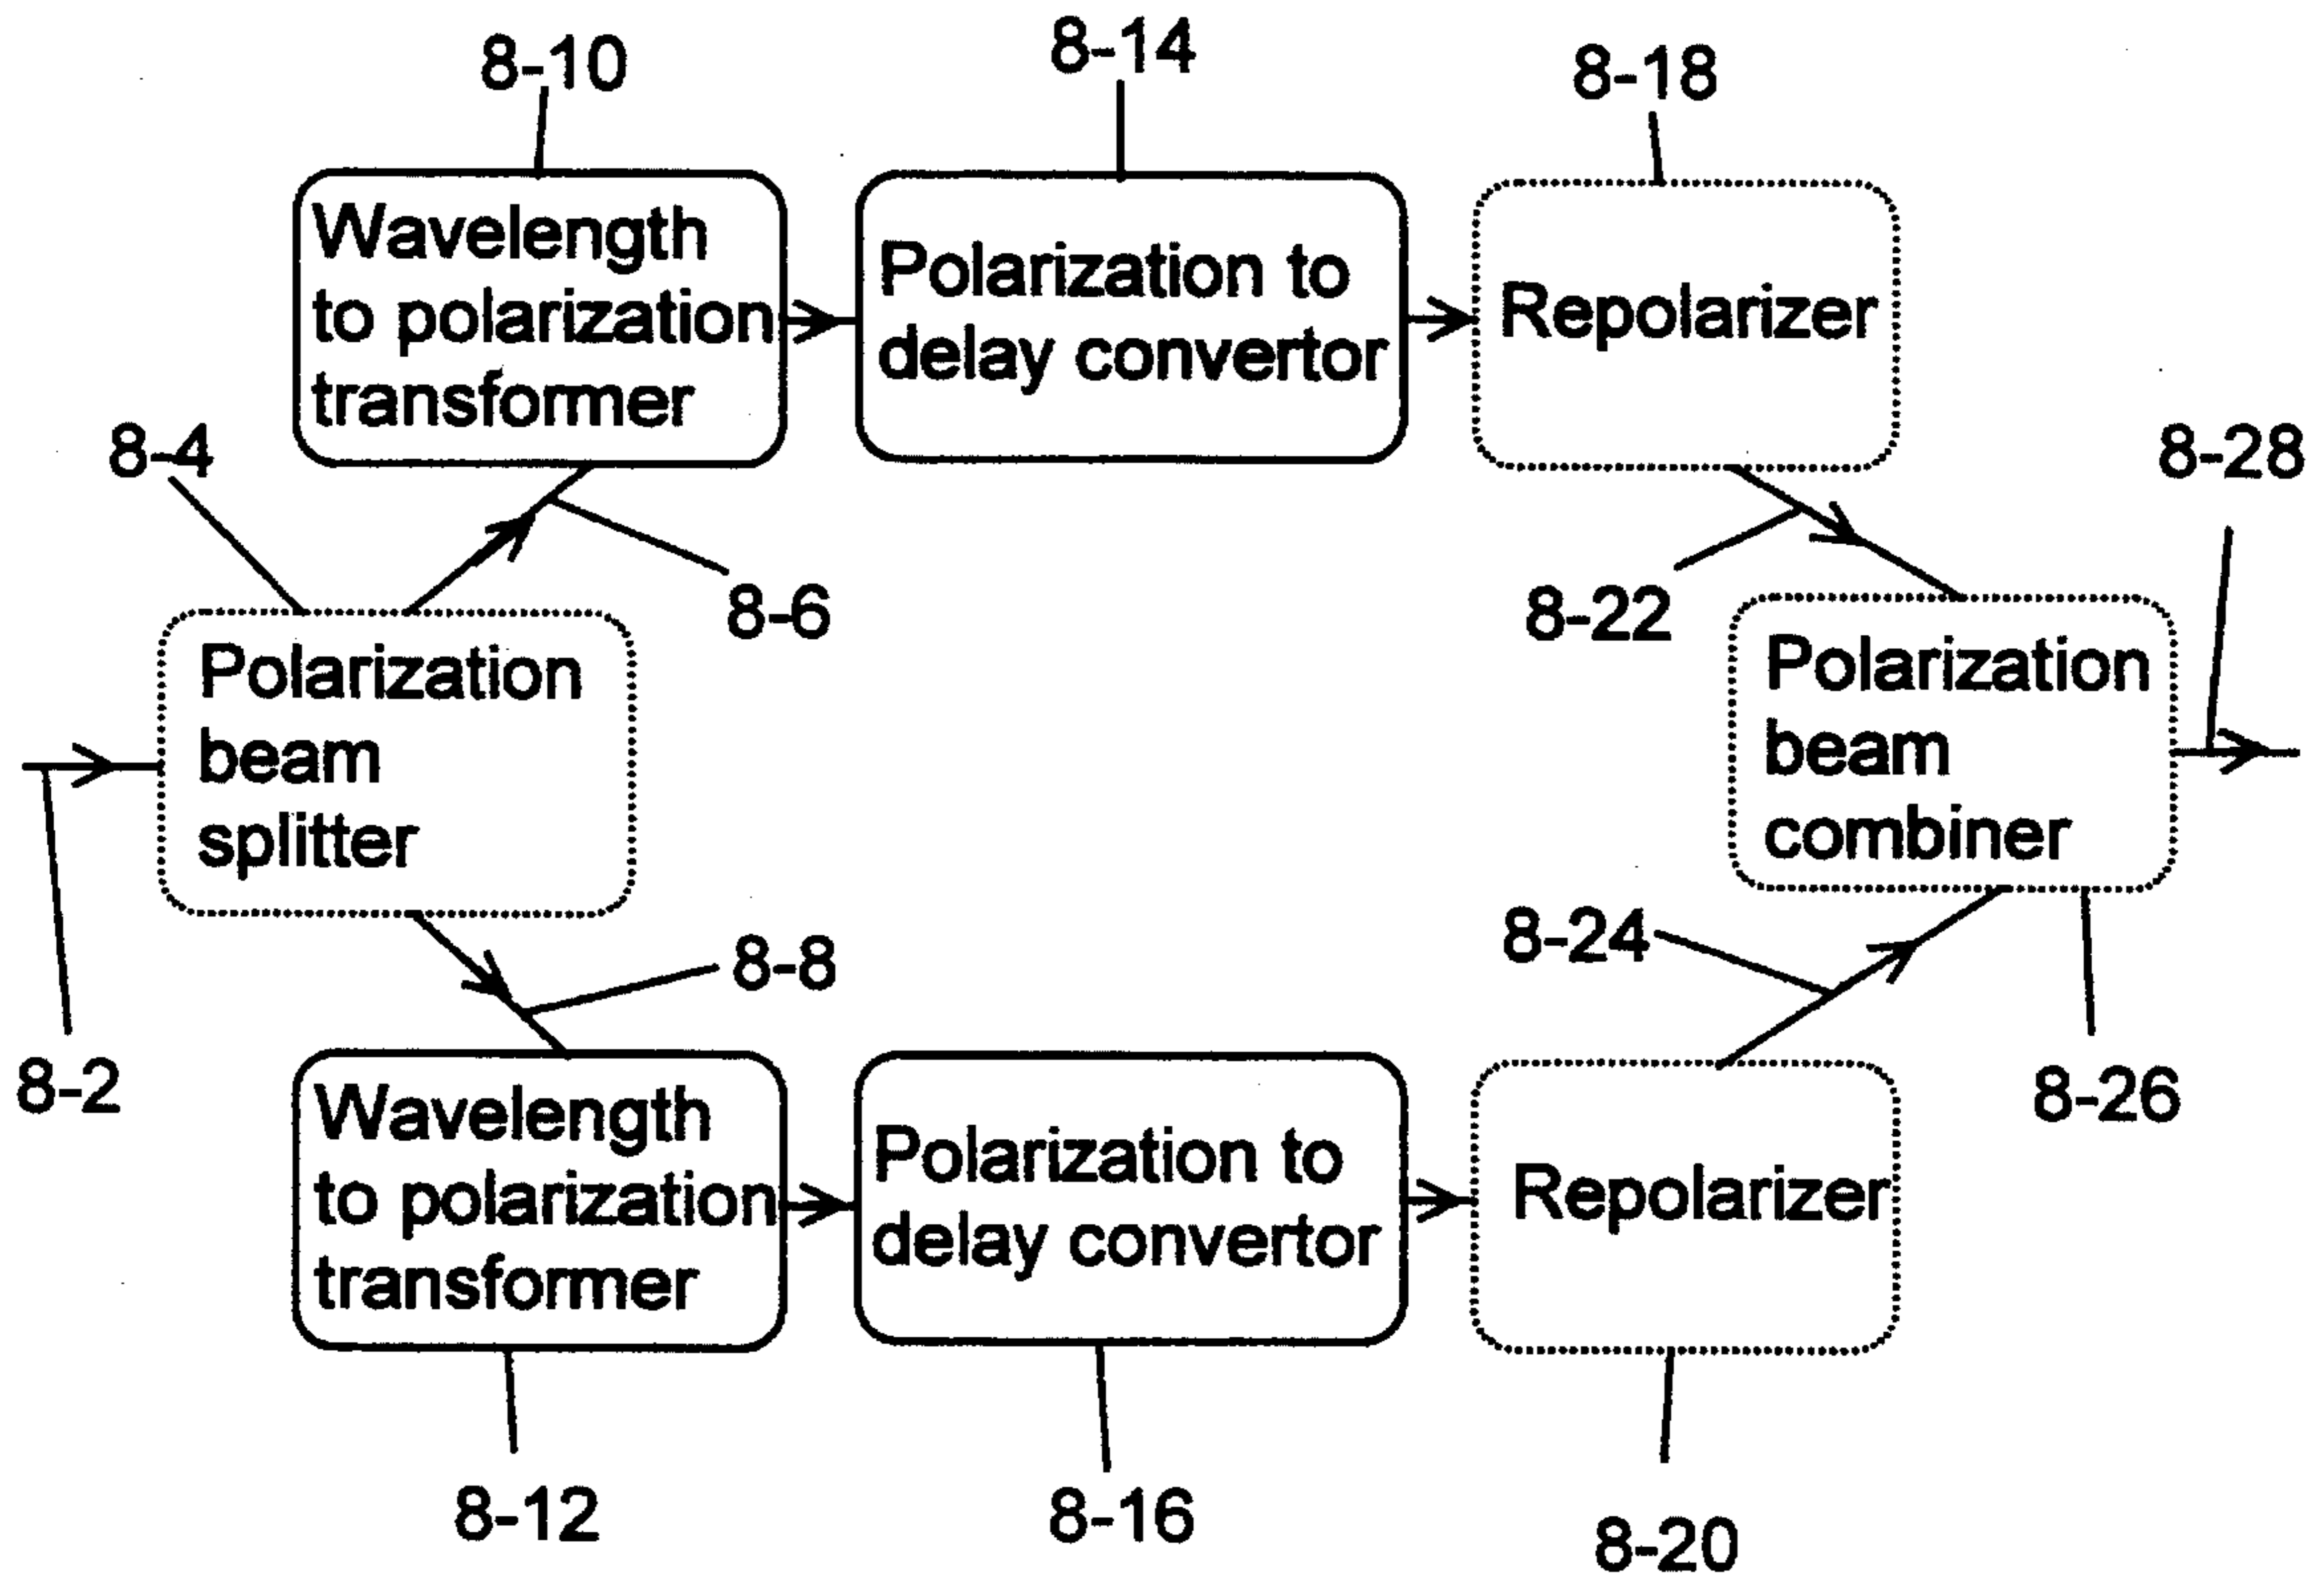 8-10
8-14
8-18
Wavelength
to polarization
transformer
Polarization to
delay convertor
Repolarizer
8-4
8-28
8-6
8-22
Polarization
beam
splitter
Polarization
beam
combiner
8-8
8-24
8-2
8-26
Wavelength
to polarization
transformer
Polarization to
delay convertor
Repolarizer
8-12
8-16
8-20